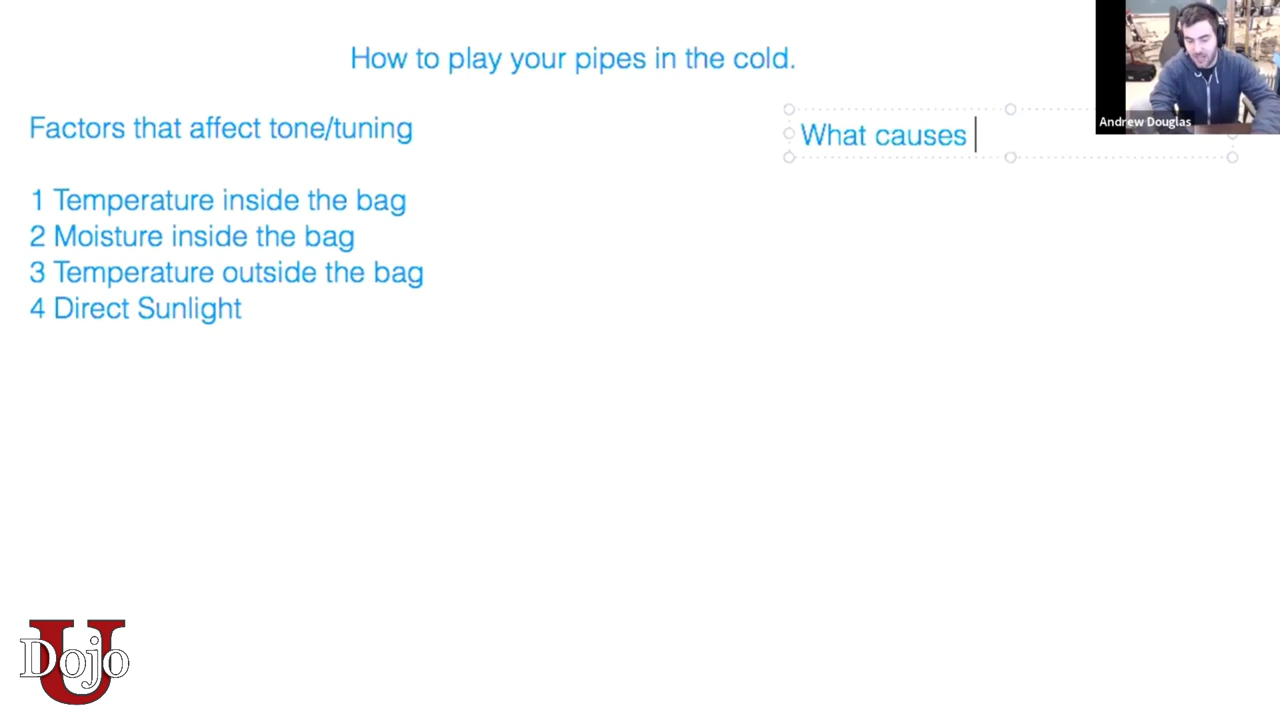 How to play your pipes in the cold.
Factors that affect tone/tuning
1 Temperature inside the bag
2 Moisture inside the bag
3 Temperature outside the bag
4 Direct Sunlight
What causes
Andrew Douglas
Dojo
U